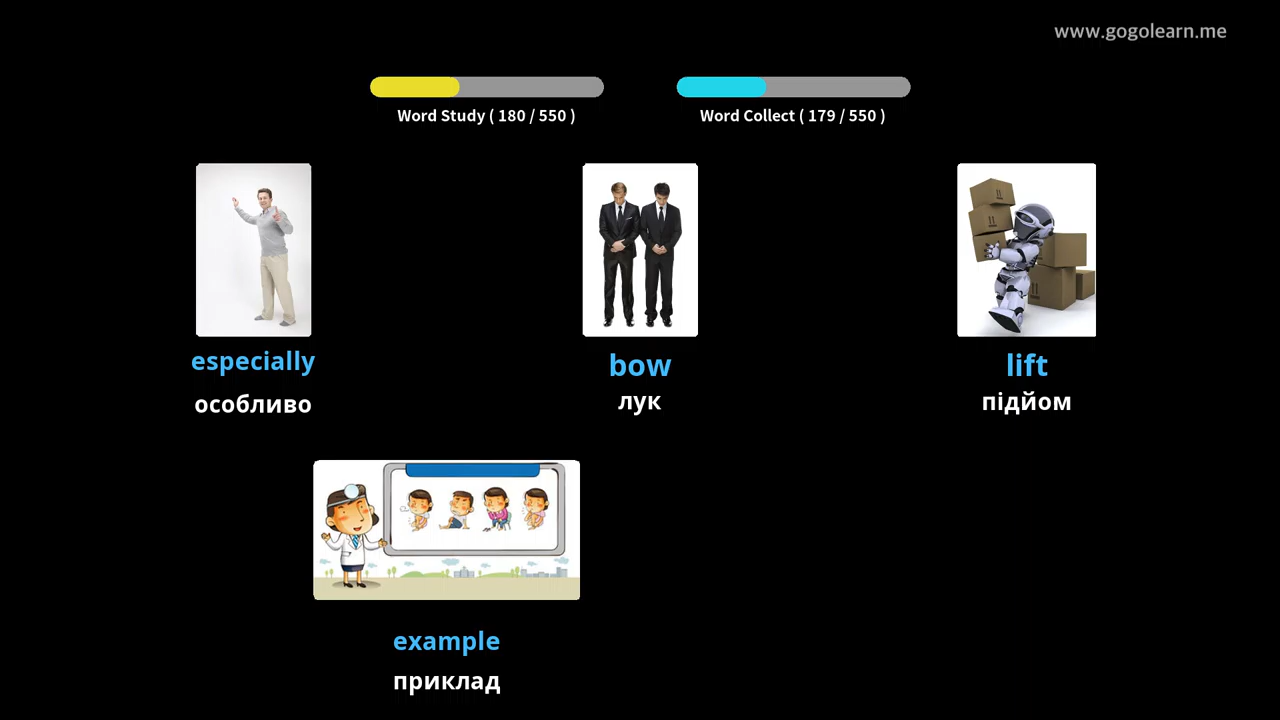 www.gogolearn.me
Word Study ( 180 / 550 )
Word Collect ( 179 / 550 )
especially
особливо
bow
лук
lift
підйом
example
приклад